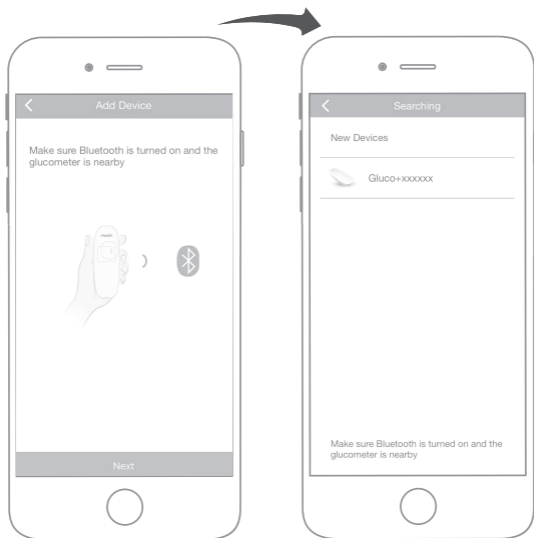 Add Device
Make sure Bluetooth is turned on and the
glucometer is nearby
Next
Searching
New Devices
Gluco+xxxxxx
Make sure Bluetooth is turned on and the
glucometer is nearby